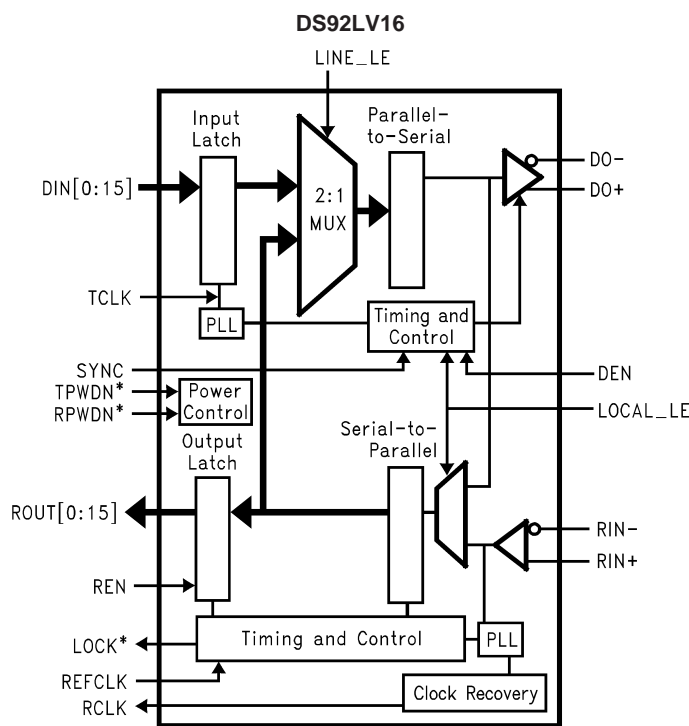 DS92LV16
LINE_LE
Input
Latch
Parallel-
to-Serial
DIN[0:15]
2:1
MUX
DO-
DO+
TCLK
PLL
Timing and
Control
SYNC
DEN
TPWDN*
RPWDN*
Power
Control
LOCAL_LE
Output
Latch
Serial-to-
Parallel
ROUT[0:15]
RIN-
RIN+
REN
LOCK*
Timing and Control
PLL
REFCLK
RCLK
Clock Recovery